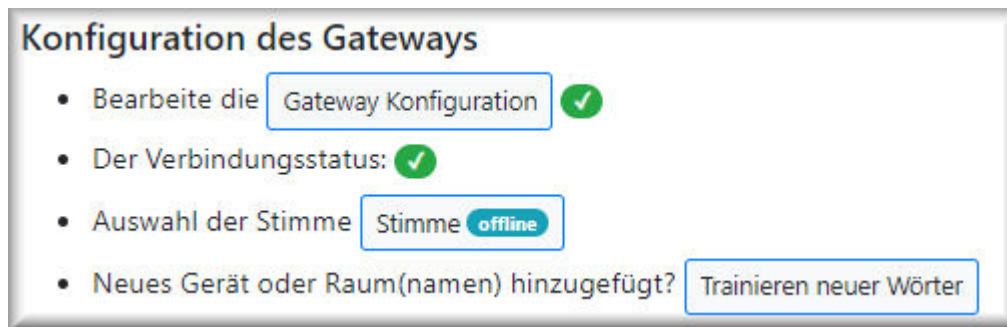 Konfiguration des Gateways
Bearbeite die Gateway Konfiguration
Der Verbindungsstatus:
Auswahl der Stimme Stimme offline
Neues Gerät oder Raum(namen) hinzugefügt? Trainieren neuer Wörter